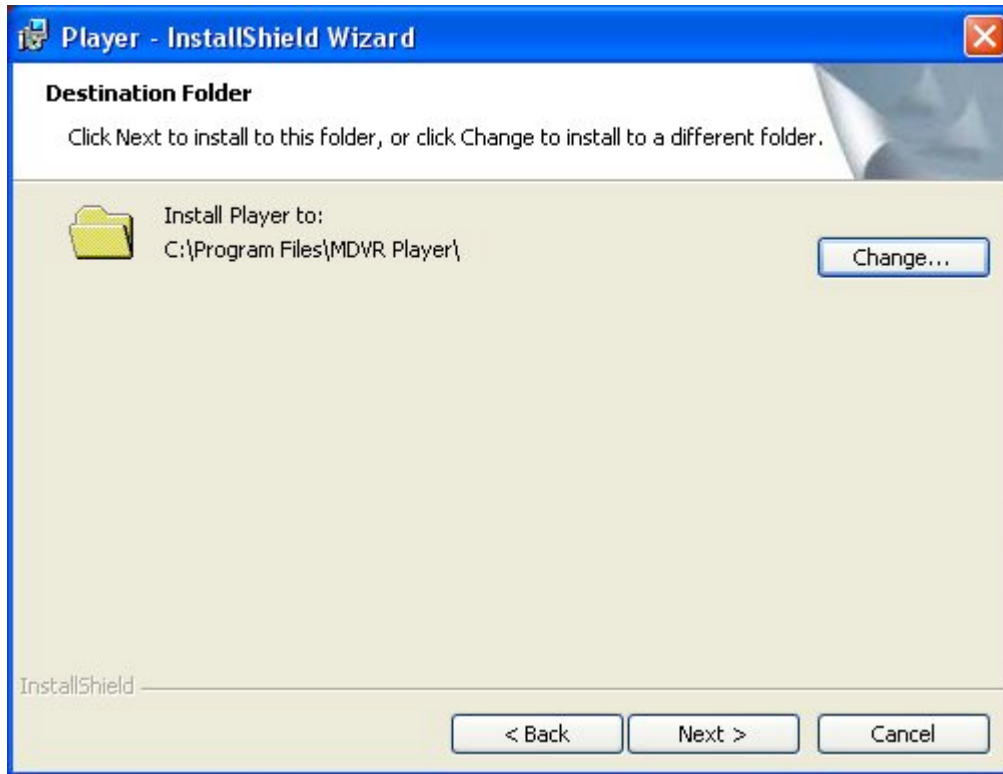 Player - InstallShield Wizard
Destination Folder
Click Next to install to this folder, or click Change to install to a different folder.
Install Player to:
C:\Program Files\MDVR Player\
Change...
InstallShield
< Back
Next >
Cancel